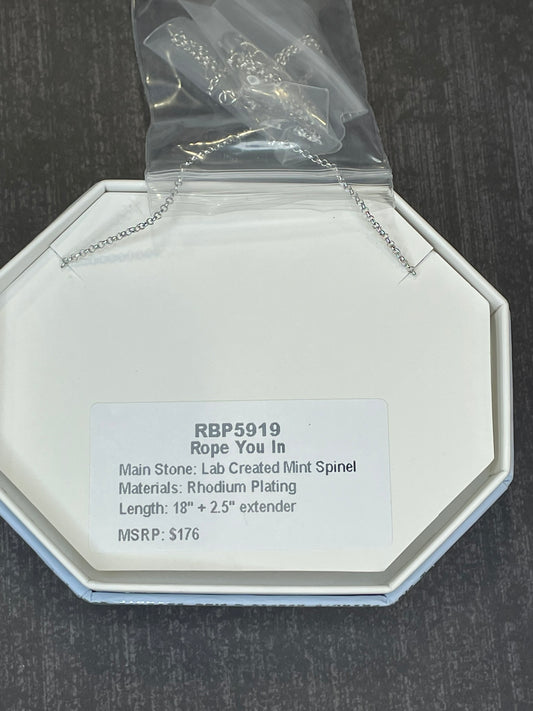 RBP5919
Rope You In
Main Stone: Lab Created Mint Spinel
Materials: Rhodium Plating
Length: 18" + 2.5" extender
MSRP: $176